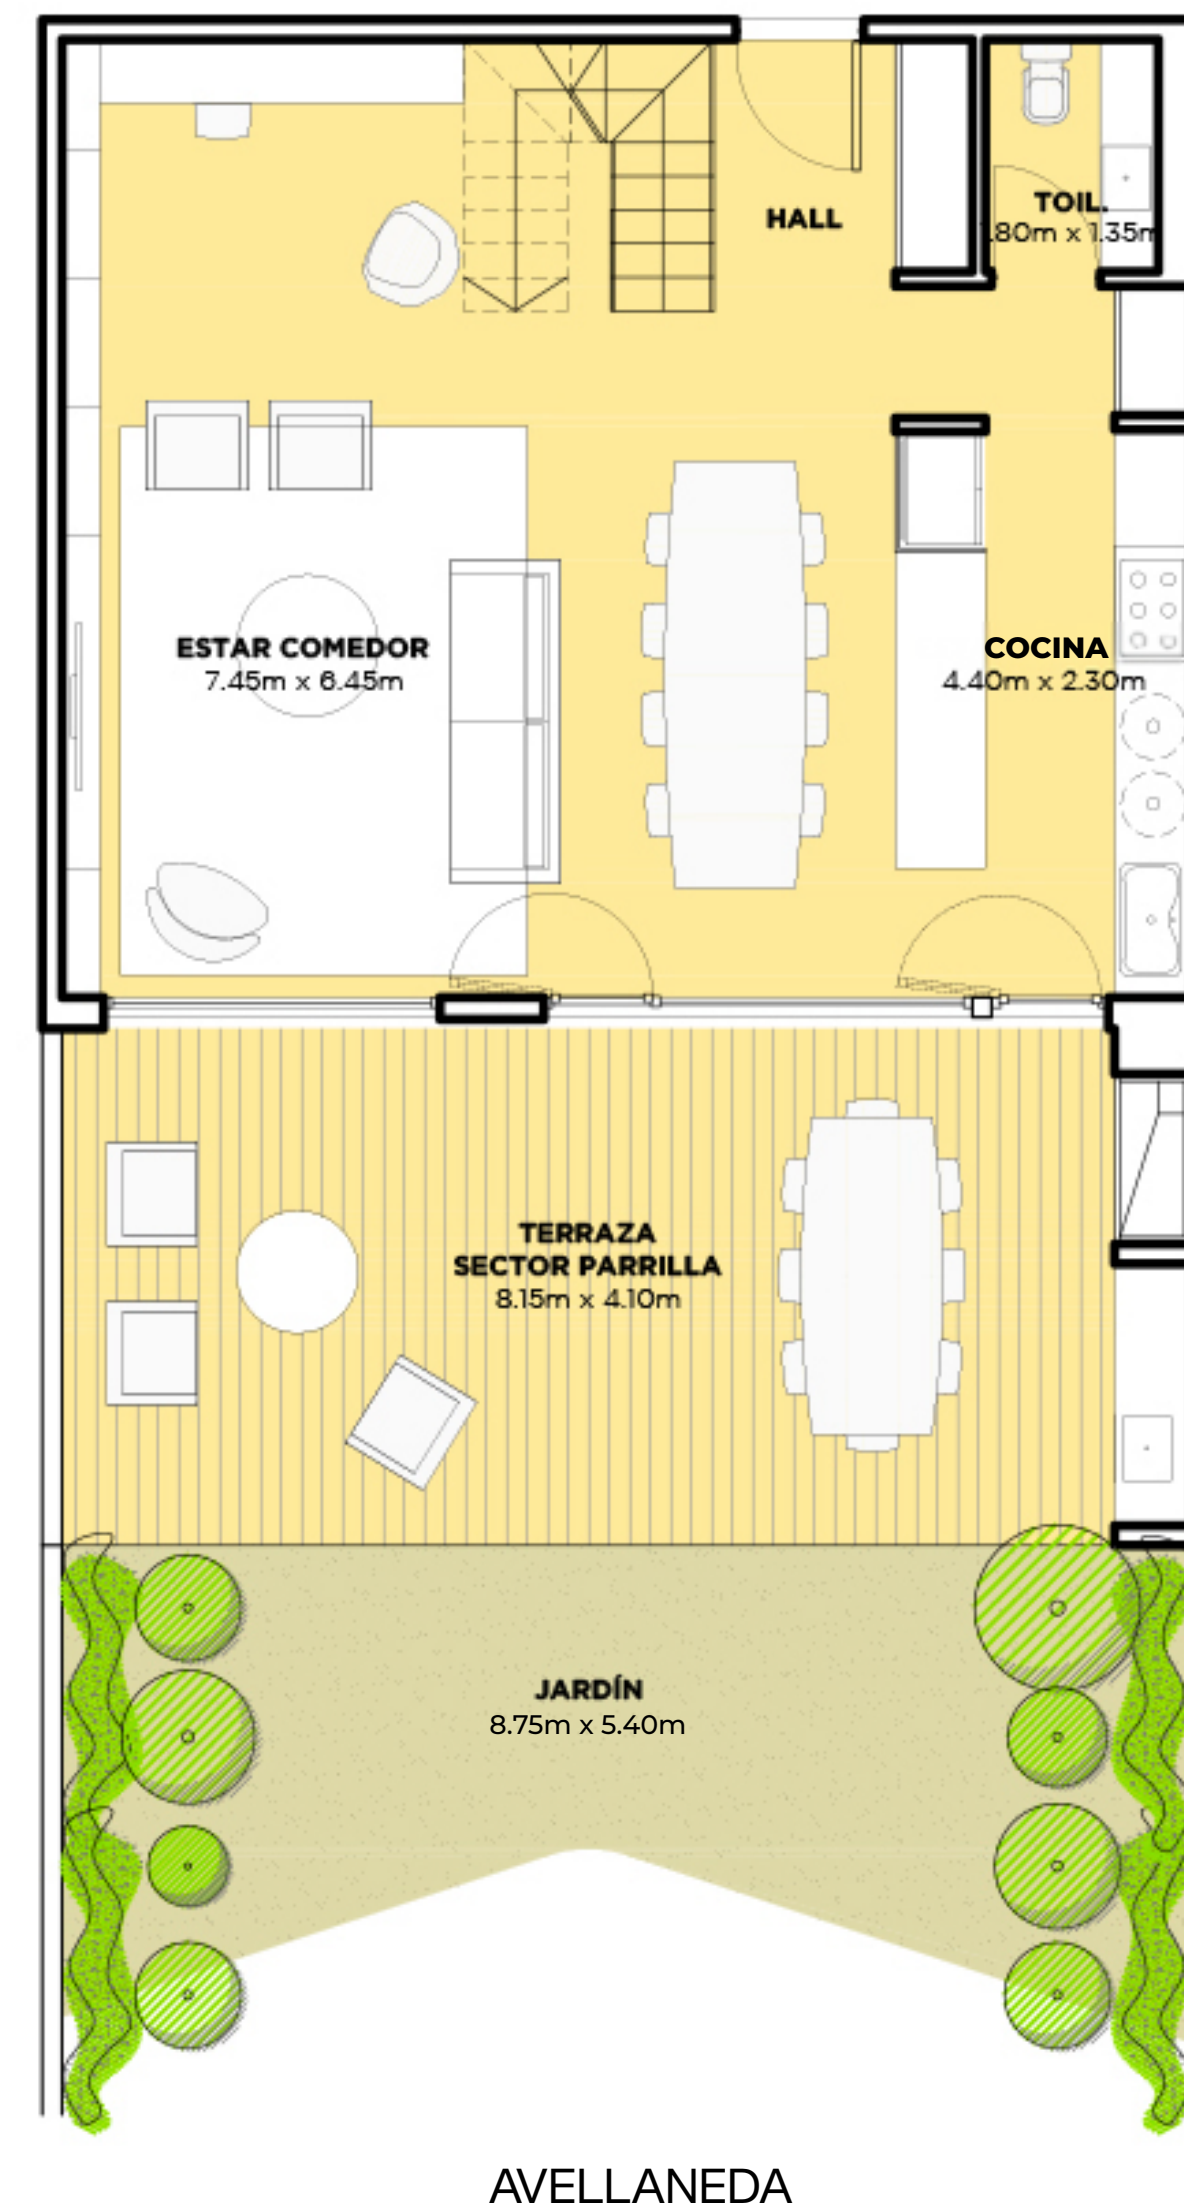 HALL
TOIL.
1.80m x 1.35m
ESTAR COMEDOR
7.45m x 6.45m
COCINA
4.40m x 2.30m
TERRAZA
SECTOR PARRILLA
8.15m x 4.10m
JARDÍN
8.75m x 5.40m
AVELLANEDA